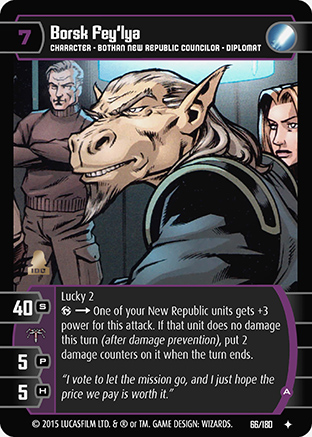 7 Borsk Fey'lya
CHARACTER - BOTHAN NEW REPUBLIC COUNCILOR - DIPLOMAT
Lucky 2
40 S
→ One of your New Republic units gets +3
power for this attack. If that unit does no damage
this turn (after damage prevention), put 2
5 P
damage counters on it when the turn ends.
5 H
"I vote to let the mission go, and I just hope the
price we pay is worth it."
A
© 2015 LUCASFILM LTD. & ® or TM. GAME DESIGN: WIZARDS. 66/180